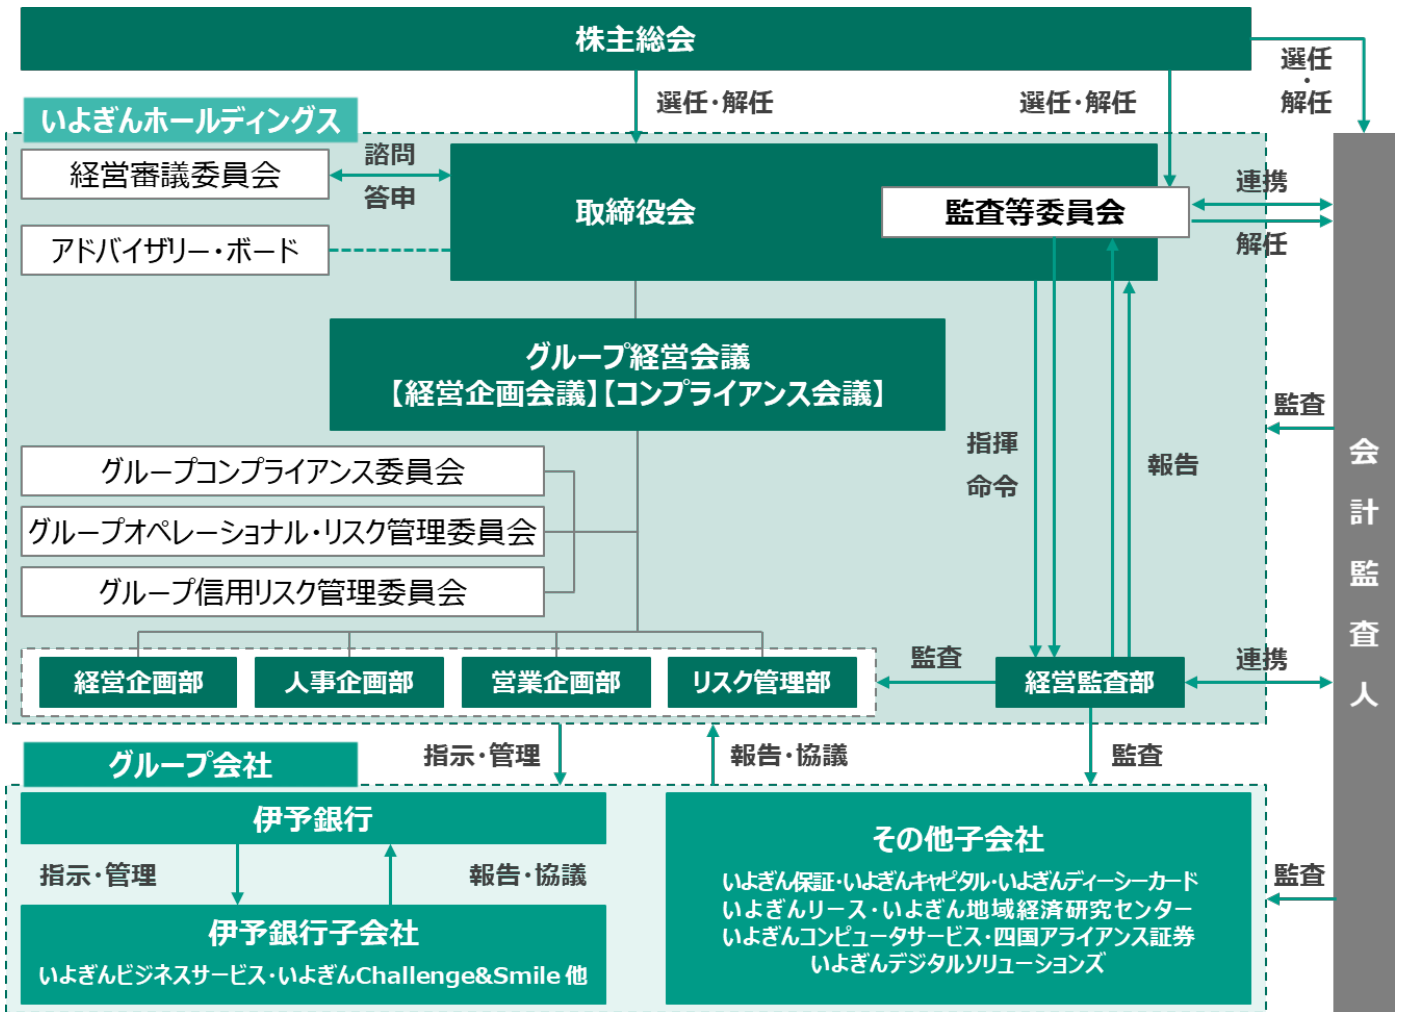 株主総会
選任・解任
選任・解任
選任
・
解任
いよぎんホールディングス
経営審議委員会
諮問
答申
取締役会
監査等委員会
連携
解任
アドバイザリー・ボード
グループ経営会議
【経営企画会議】【コンプライアンス会議】
監査
指揮
命令
報告
会計監査人
グループコンプライアンス委員会
グループオペレーショナル・リスク管理委員会
グループ信用リスク管理委員会
経営企画部
人事企画部
営業企画部
リスク管理部
監査
経営監査部
連携
指示・管理
報告・協議
監査
グループ会社
伊予銀行
指示・管理
報告・協議
伊予銀行子会社
いよぎんビジネスサービス・いよぎんChallenge&Smile 他
その他子会社
いよぎん保証・いよぎんキャピタル・いよぎんディーシーカード
いよぎんリース・いよぎん地域経済研究センター
いよぎんコンピュータサービス・四国アライアンス証券
いよぎんデジタルソリューションズ
監査